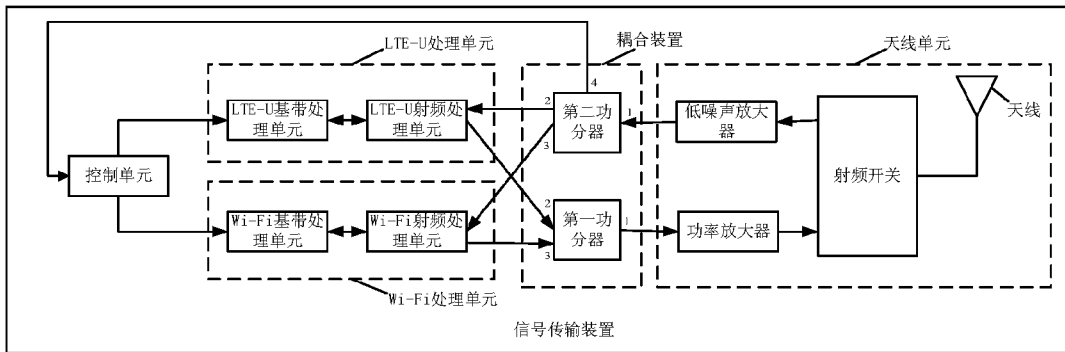 LTE-U处理单元
耦合装置
天线单元
4
LTE-U基带处
理单元
LTE-U射频处
理单元
2
3
第二功
分器
1
低噪声放大
器
天线
控制单元
射频开关
Wi-Fi基带处
理单元
Wi-Fi射频处
理单元
2
3
第一功
分器
1
功率放大器
Wi-Fi处理单元
信号传输装置